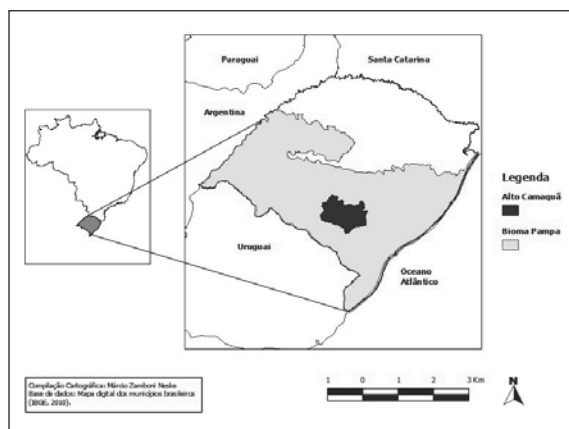 Paraguai
Santa Catarina
Argentina
Uruguai
Oceano
Atlântico
Legenda
Alto Camaquã
Bioma Pampa
Compilação Cartográfica: Márcio Zamboni Neske
Base de dados: Mapa digital dos municípios brasileiros
(IBGE, 2010).
1 0 1 2 3 Km
N